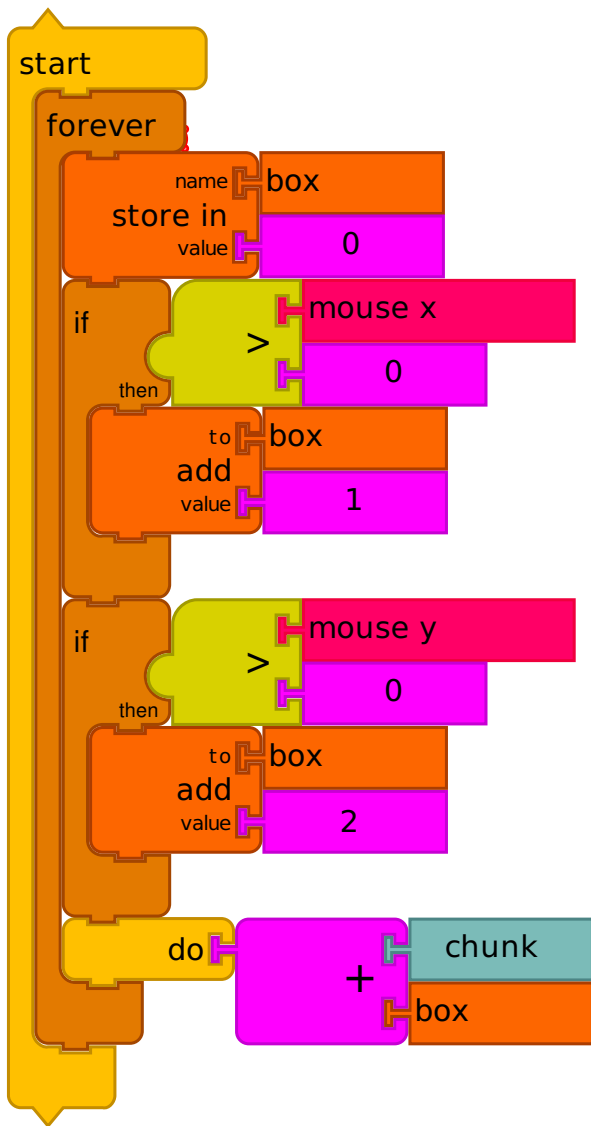 start
forever
name box
store in
value 0
if mouse x
>
0
then
to box
add
value 1
if mouse y
>
0
then
to box
add
value 2
do chunk
+
box